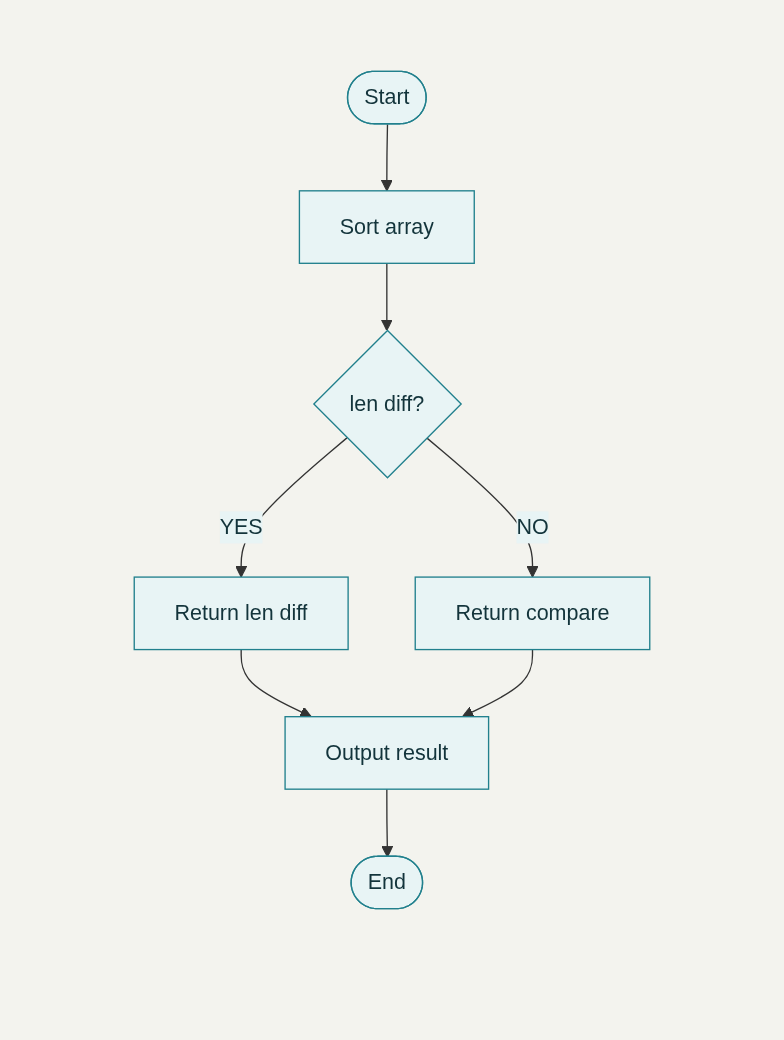 Start
Sort array
len diff?
YES
NO
Return len diff
Return compare
Output result
End